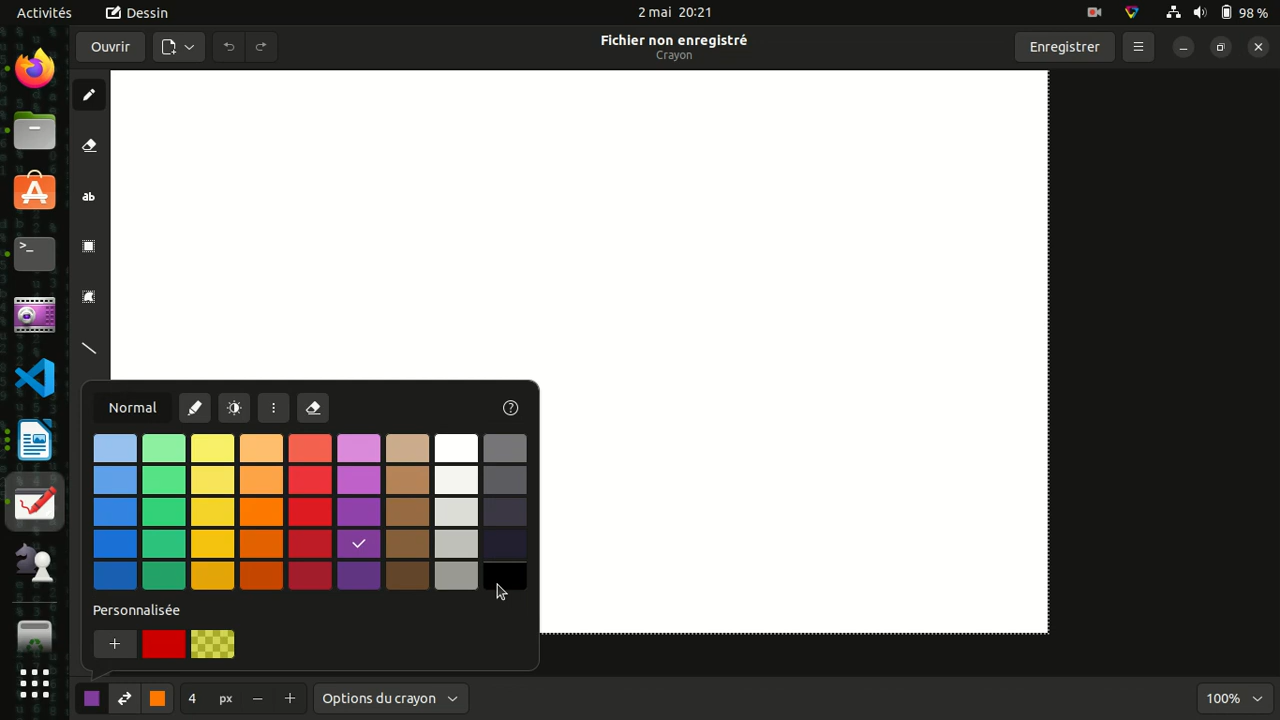 Activités
Dessin
2 mai 20:21
98 %
Ouvrir
Fichier non enregistré
Crayon
Enregistrer
ab
>_
Normal
Personnalisée
4 px
Options du crayon
100%